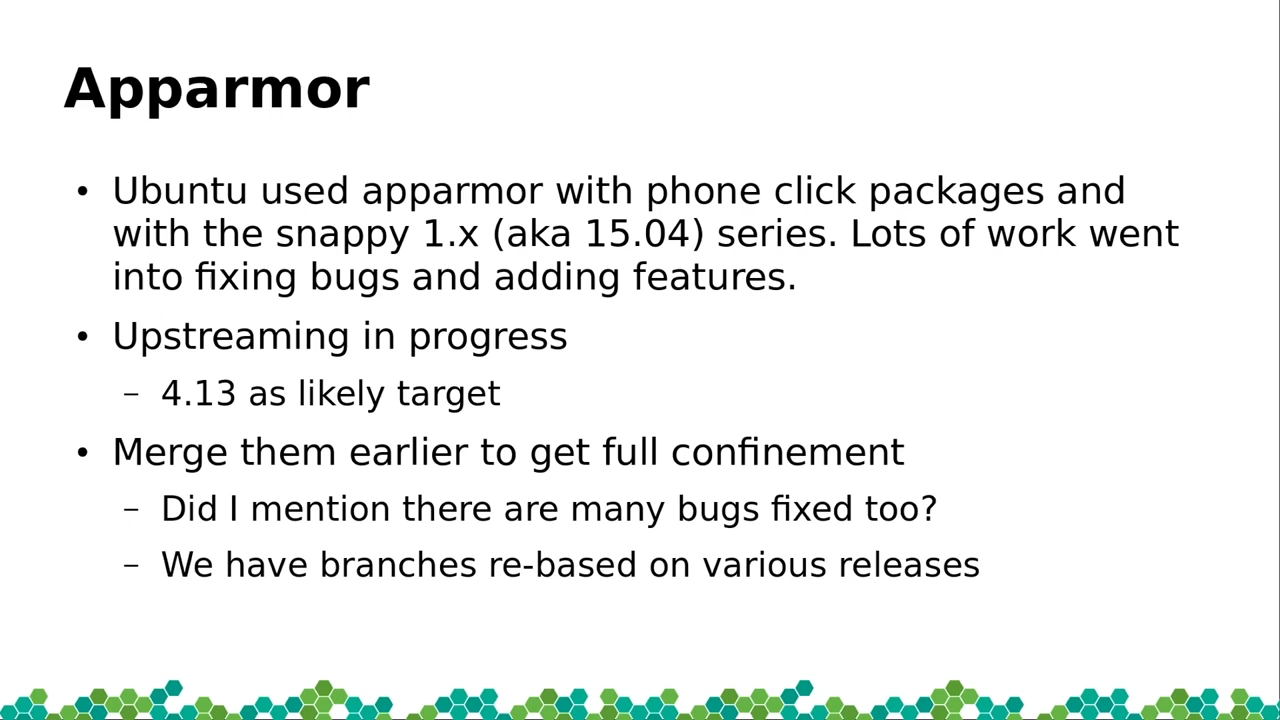 Apparmor
• Ubuntu used apparmor with phone click packages and
with the snappy 1.x (aka 15.04) series. Lots of work went
into fixing bugs and adding features.
• Upstreaming in progress
– 4.13 as likely target
• Merge them earlier to get full confinement
– Did I mention there are many bugs fixed too?
– We have branches re-based on various releases